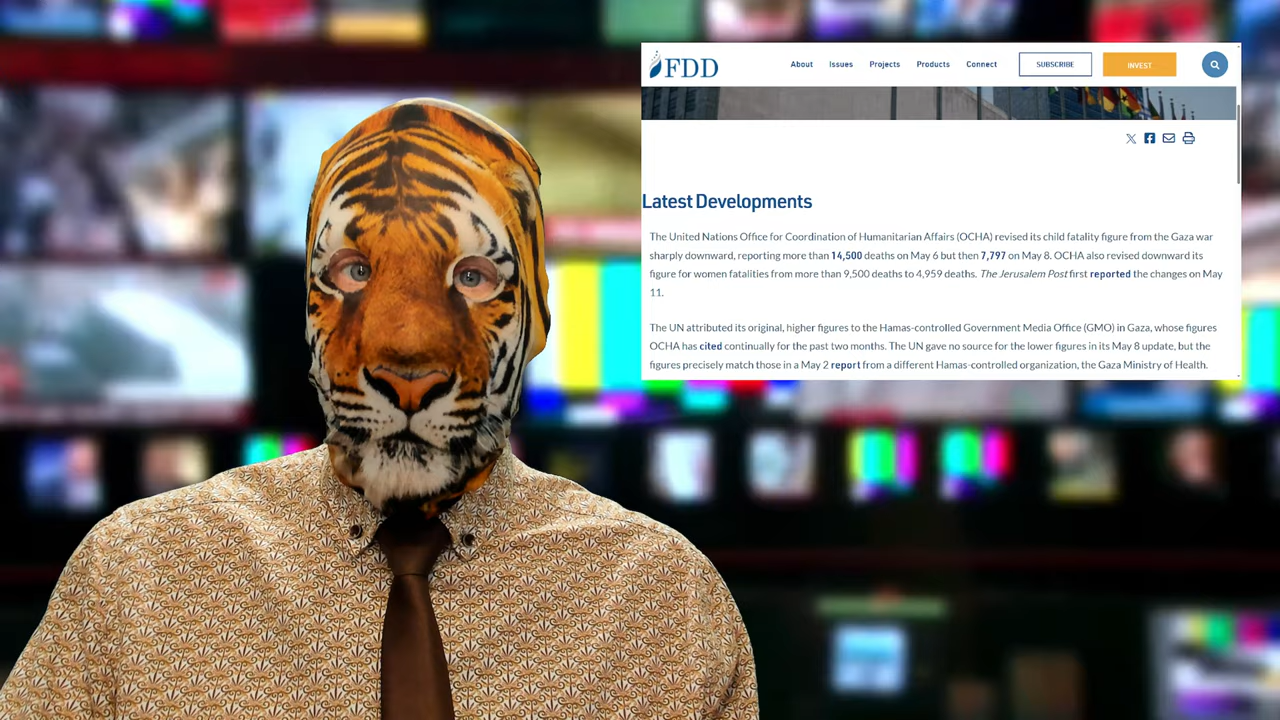 FDD
About Issues Projects Products Connect SUBSCRIBE INVEST
Latest Developments
The United Nations Office for Coordination of Humanitarian Affairs (OCHA) revised its child fatality figure from the Gaza war
sharply downward, reporting more than 14,500 deaths on May 6 but then 7,797 on May 8. OCHA also revised downward its
figure for women fatalities from more than 9,500 deaths to 4,959 deaths. The Jerusalem Post first reported the changes on May
11.
The UN attributed its original, higher figures to the Hamas-controlled Government Media Office (GMO) in Gaza, whose figures
OCHA has cited continually for the past two months. The UN gave no source for the lower figures in its May 8 update, but the
figures precisely match those in a May 2 report from a different Hamas-controlled organization, the Gaza Ministry of Health.